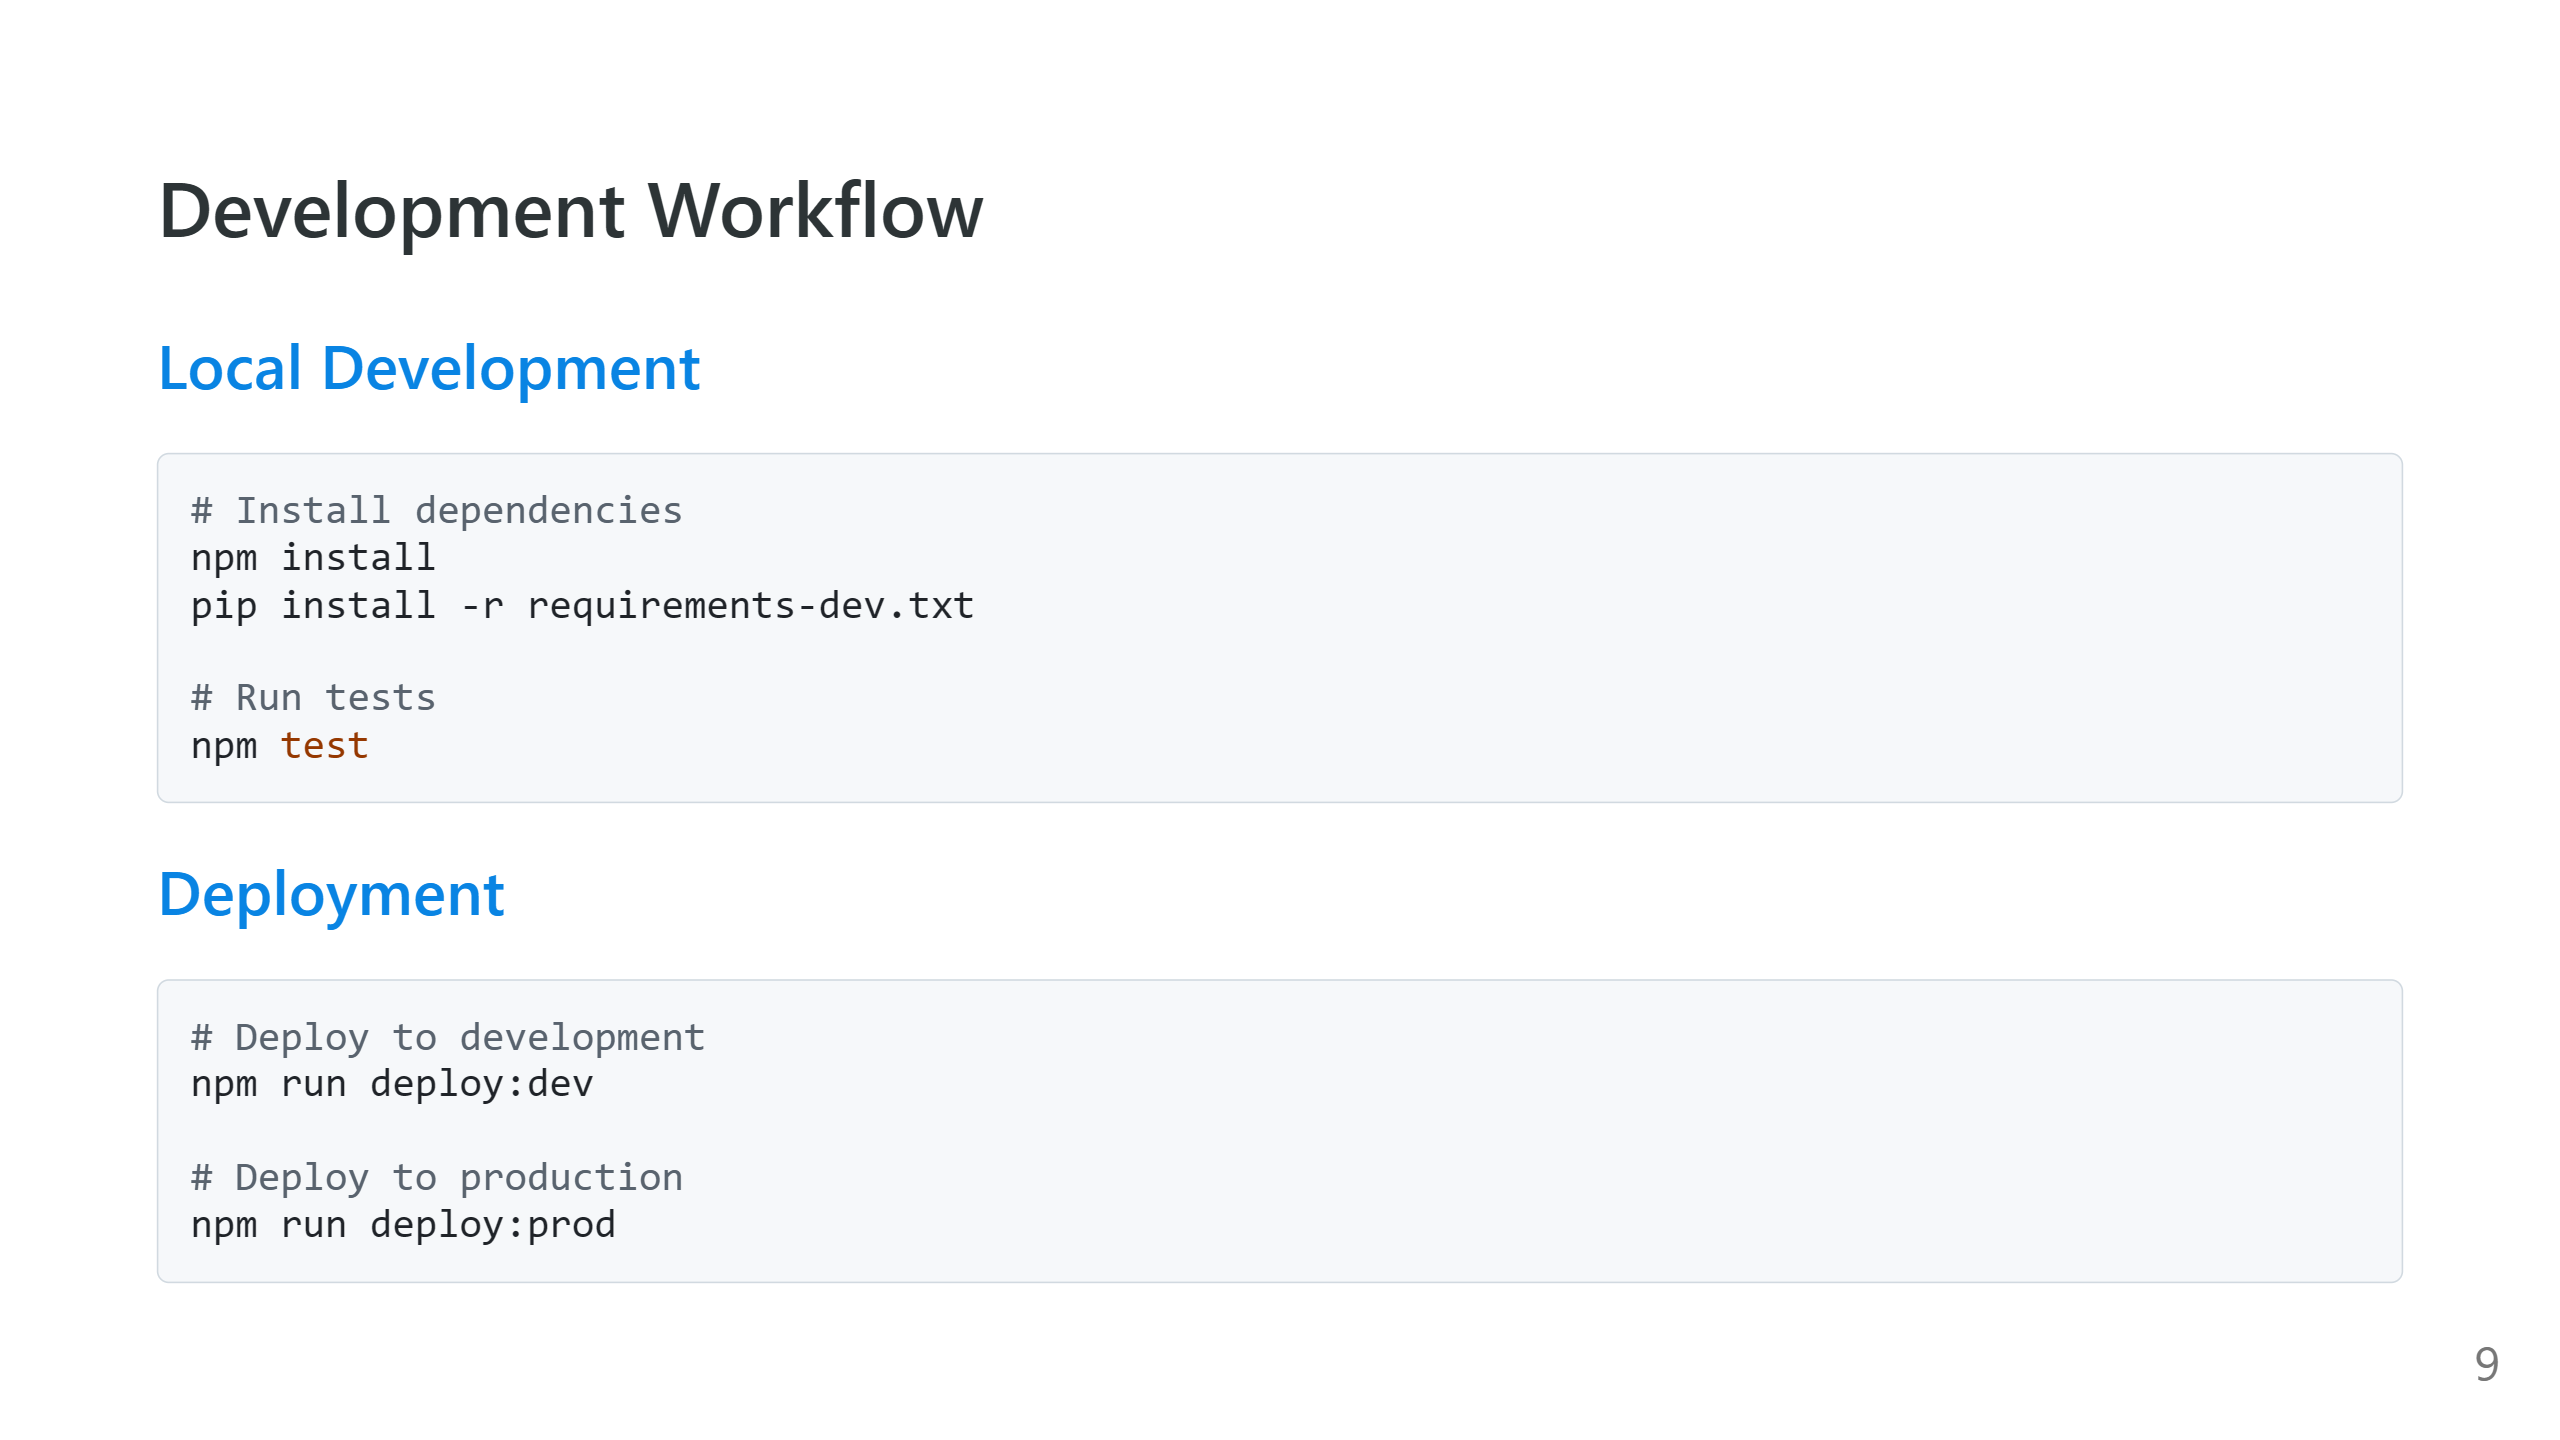 Development Workflow
Local Development
# Install dependencies
npm install
pip install -r requirements-dev.txt
# Run tests
npm test
Deployment
# Deploy to development
npm run deploy:dev
# Deploy to production
npm run deploy:prod
9